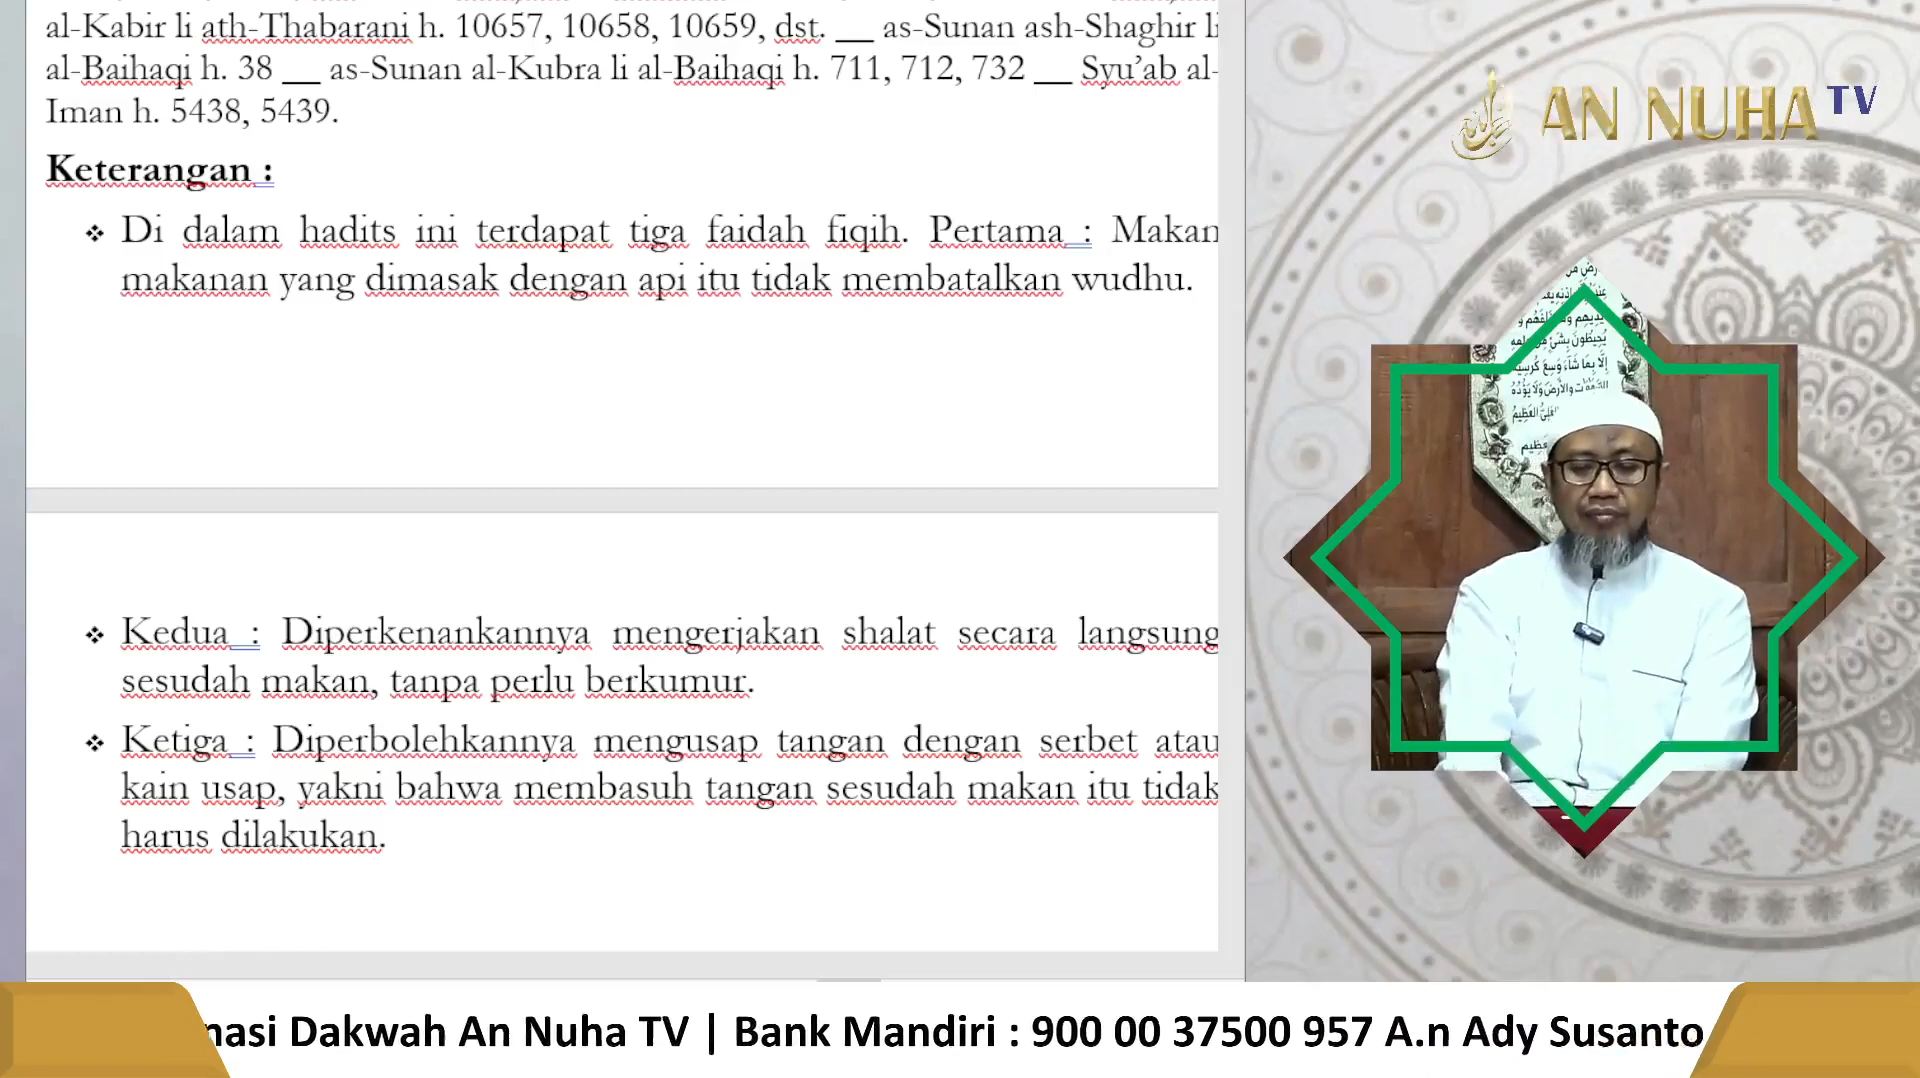 al-Kabir li ath-Thabarani h. 10657, 10658, 10659, dst. __ as-Sunan ash-Shaghir li
al-Baihaqi h. 38 __ as-Sunan al-Kubra li al-Baihaqi h. 711, 712, 732 __ Syu’ab al-
Iman h. 5438, 5439.
Keterangan :
❖ Di dalam hadits ini terdapat tiga faidah fiqih. Pertama : Makan
makanan yang dimasak dengan api itu tidak membatalkan wudhu.
❖ Kedua : Diperkenankannya mengerjakan shalat secara langsung
sesudah makan, tanpa perlu berkumur.
❖ Ketiga : Diperbolehkannya mengusap tangan dengan serbet atau
kain usap, yakni bahwa membasuh tangan sesudah makan itu tidak
harus dilakukan.
AN NUHA TV
إلا بما شاء وسع كرسيه
nasi Dakwah An Nuha TV | Bank Mandiri : 900 00 37500 957 A.n Ady Susanto